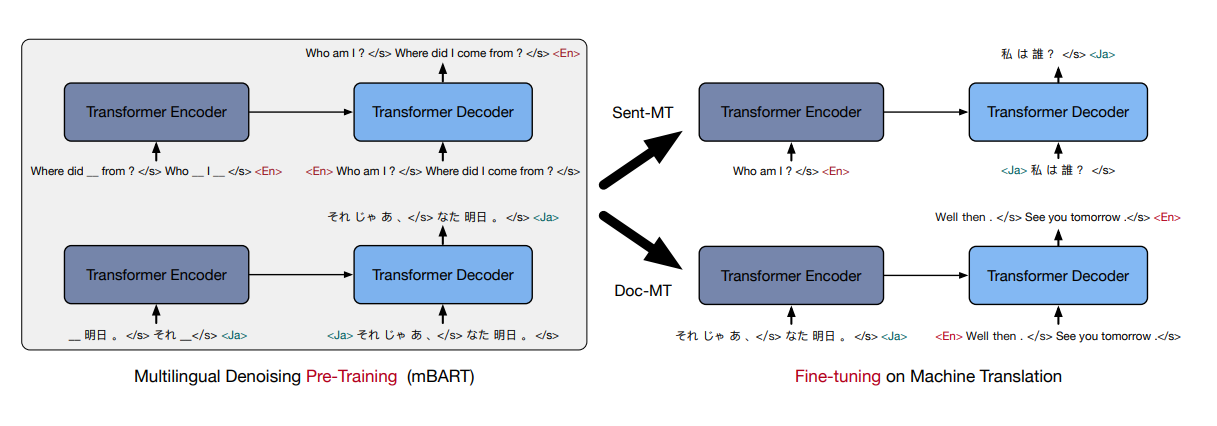 Who am I ? </s> Where did I come from ? </s> <En>
Transformer Encoder
Transformer Decoder
Where did __ from ? </s> Who __ I __ </s> <En>
<En> Who am I ? </s> Where did I come from ? </s>
それ じゃ あ 、</s> なた 明日 。 </s> <Ja>
Transformer Encoder
Transformer Decoder
__ 明日 。 </s> それ __</s> <Ja>
<Ja> それ じゃ あ 、</s> なた 明日 。 </s>
Multilingual Denoising Pre-Training (mBART)
Sent-MT
Doc-MT
私 は 誰 ? </s> <Ja>
Transformer Encoder
Transformer Decoder
Who am I ? </s> <En>
<Ja> 私 は 誰 ? </s>
Well then . </s> See you tomorrow .</s> <En>
Transformer Encoder
Transformer Decoder
それ じゃ あ 、</s> なた 明日 。 </s> <Ja>
<En> Well then . </s> See you tomorrow .</s>
Fine-tuning on Machine Translation